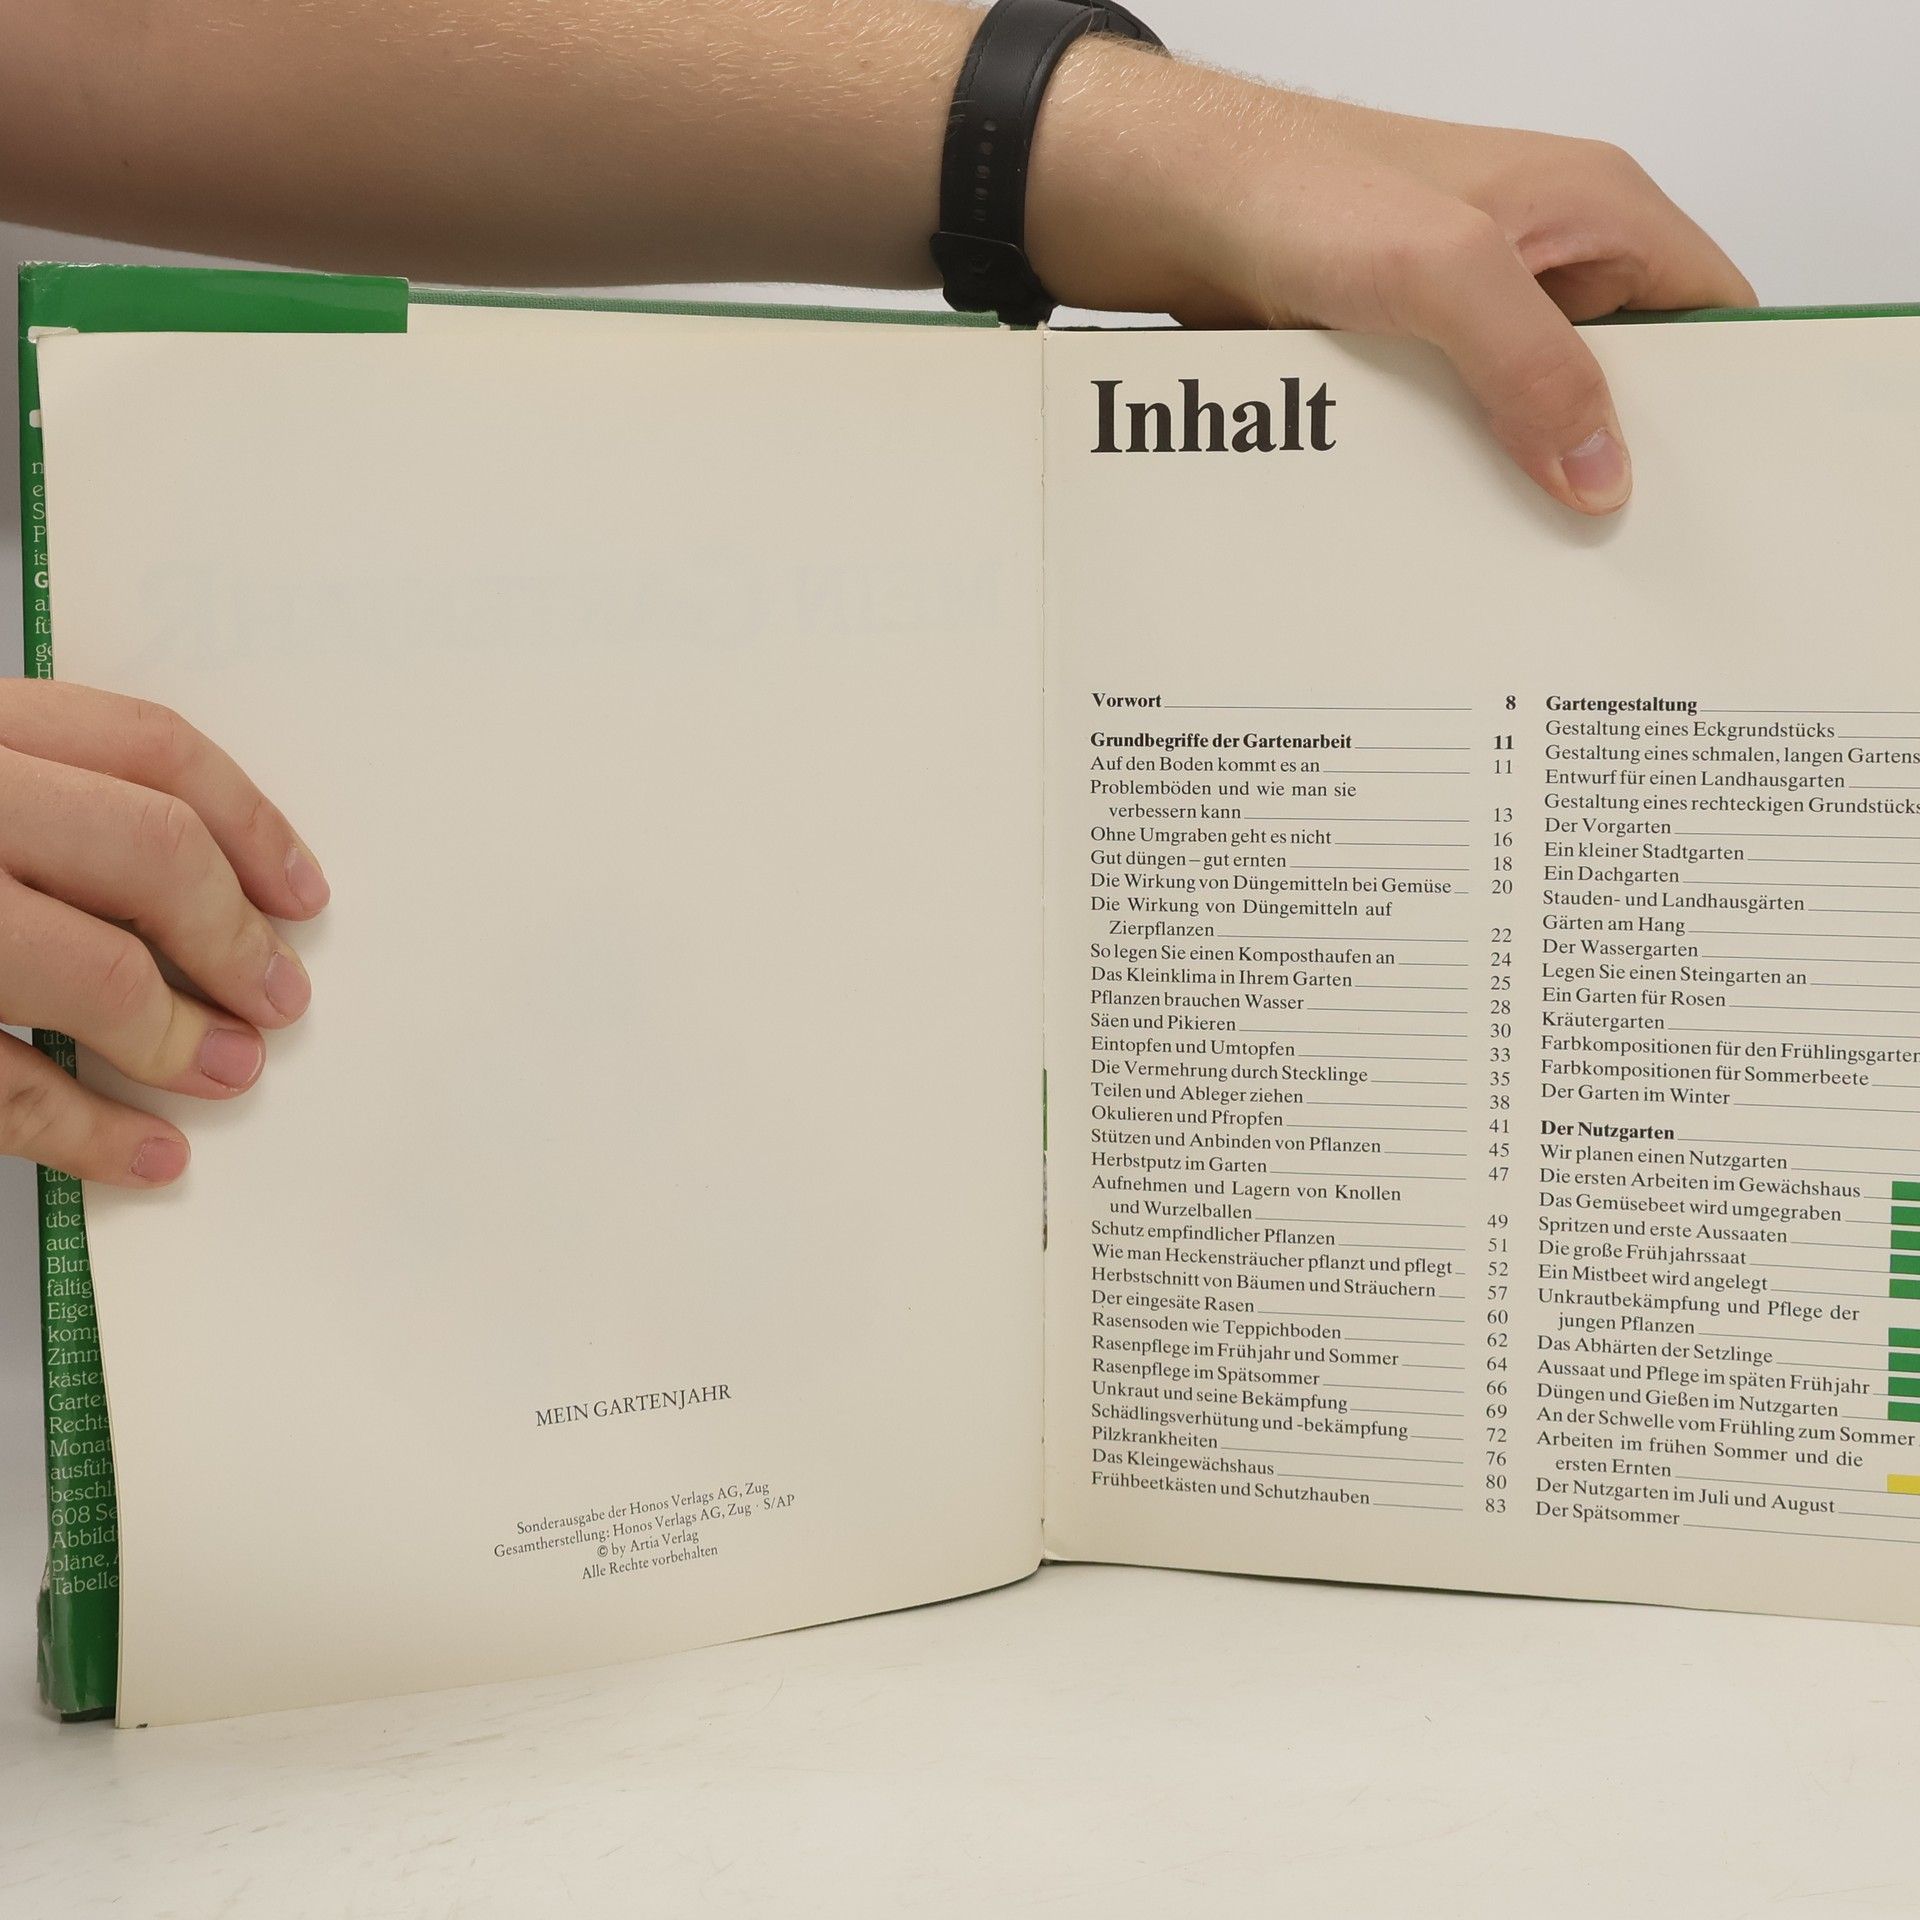 MEIN GARTENJAHR
Sonderausgabe der Honos Verlags AG, Zug
Gesamtherstellung: Honos Verlags AG, Zug · S/AP
© by Artia Verlag
Alle Rechte vorbehalten
Inhalt
Vorwort 8
Grundbegriffe der Gartenarbeit 11
Auf den Boden kommt es an 11
Problemböden und wie man sie
verbessern kann 13
Ohne Umgraben geht es nicht 16
Gut düngen – gut ernten 18
Die Wirkung von Düngemitteln bei Gemüse 20
Die Wirkung von Düngemitteln auf
Zierpflanzen 22
So legen Sie einen Komposthaufen an 24
Das Kleinklima in Ihrem Garten 25
Pflanzen brauchen Wasser 28
Säen und Pikieren 30
Eintopfen und Umtopfen 33
Die Vermehrung durch Stecklinge 35
Teilen und Ableger ziehen 38
Okulieren und Pfropfen 41
Stützen und Anbinden von Pflanzen 45
Herbstputz im Garten 47
Aufnehmen und Lagern von Knollen
und Wurzelballen 49
Schutz empfindlicher Pflanzen 51
Wie man Heckensträucher pflanzt und pflegt 52
Herbstschnitt von Bäumen und Sträuchern 57
Der eingesäte Rasen 60
Rasensoden wie Teppichboden 62
Rasenpflege im Frühjahr und Sommer 64
Rasenpflege im Spätsommer 66
Unkraut und seine Bekämpfung 69
Schädlingsverhütung und -bekämpfung 72
Pilzkrankheiten 76
Das Kleingewächshaus 80
Frühbeetkästen und Schutzhauben 83
Gartengestaltung
Gestaltung eines Eckgrundstücks
Gestaltung eines schmalen, langen Gartens
Entwurf für einen Landhausgarten
Gestaltung eines rechteckigen Grundstücks
Der Vorgarten
Ein kleiner Stadtgarten
Ein Dachgarten
Stauden- und Landhausgärten
Gärten am Hang
Der Wassergarten
Legen Sie einen Steingarten an
Ein Garten für Rosen
Kräutergarten
Farbkompositionen für den Frühlingsgarten
Farbkompositionen für Sommerbeete
Der Garten im Winter
Der Nutzgarten
Wir planen einen Nutzgarten
Die ersten Arbeiten im Gewächshaus
Das Gemüsebeet wird umgegraben
Spritzen und erste Aussaaten
Die große Frühjahrssaat
Ein Mistbeet wird angelegt
Unkrautbekämpfung und Pflege der
jungen Pflanzen
Das Abhärten der Setzlinge
Aussaat und Pflege im späten Frühjahr
Düngen und Gießen im Nutzgarten
An der Schwelle vom Frühling zum Sommer
Arbeiten im frühen Sommer und die
ersten Ernten
Der Nutzgarten im Juli und August
Der Spätsommer